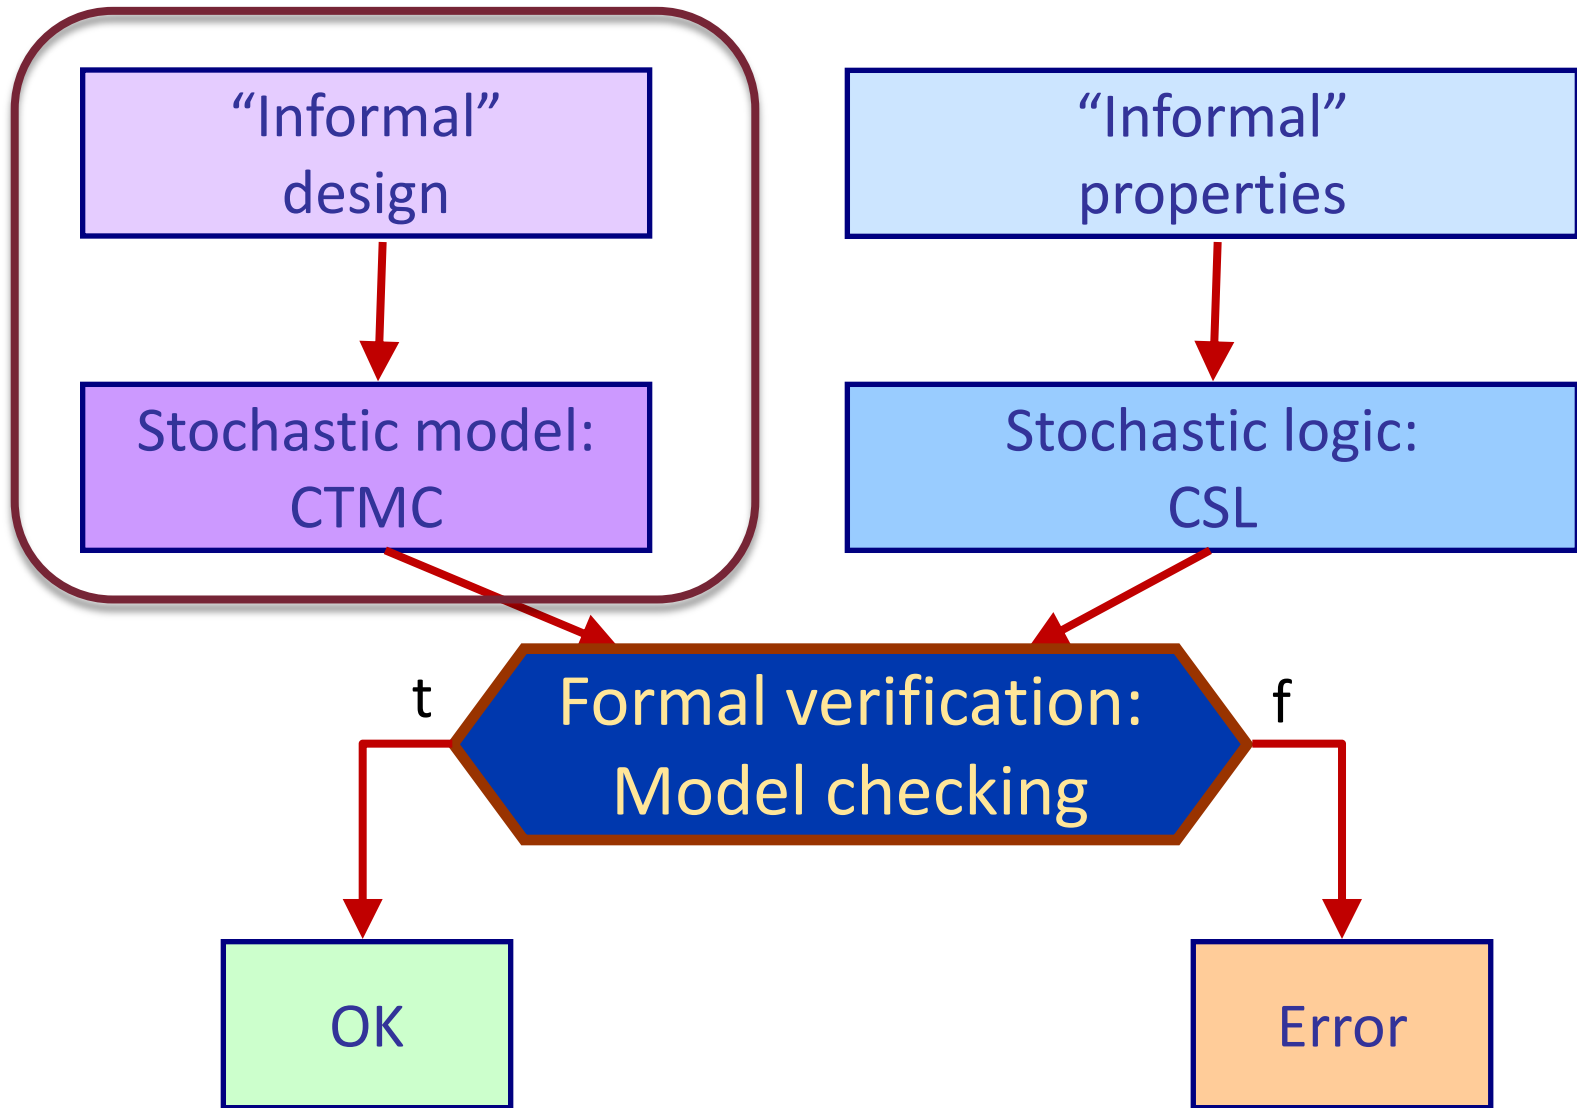 “Informal”
design
“Informal”
properties
Stochastic model:
CTMC
Stochastic logic:
CSL
t
Formal verification:
Model checking
f
OK
Error